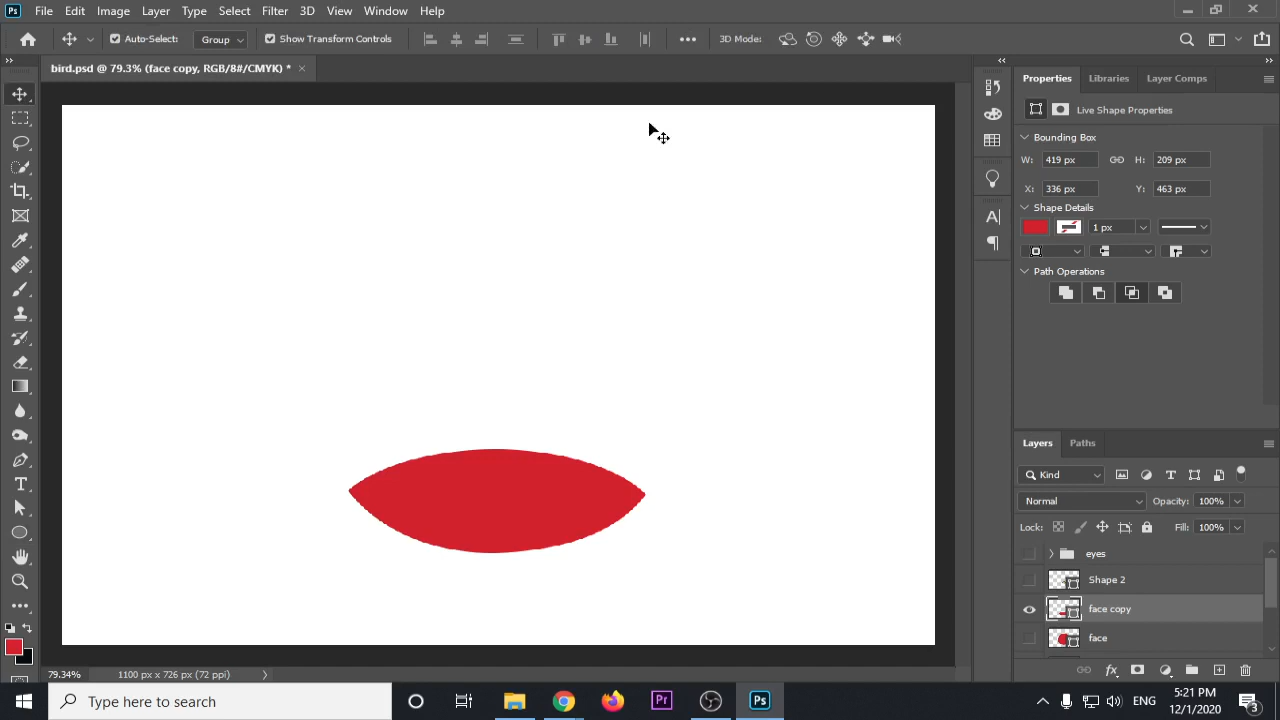 Ps File Edit Image Layer Type Select Filter 3D View Window Help
Auto-Select: Group Show Transform Controls 3D Mode:
bird.psd @ 79.3% (face copy, RGB/8#/CMYK) *
Properties Libraries Layer Comps
Live Shape Properties
Bounding Box
W: 419 px H: 209 px
X: 336 px Y: 463 px
Shape Details
1 px
Path Operations
Layers Paths
Kind
Normal Opacity: 100%
Lock: Fill: 100%
eyes
Shape 2
face copy
face
79.34% 1100 px x 726 px (72 ppi)
Type here to search
Pr
Ps
ENG
5:21 PM
12/1/2020
3